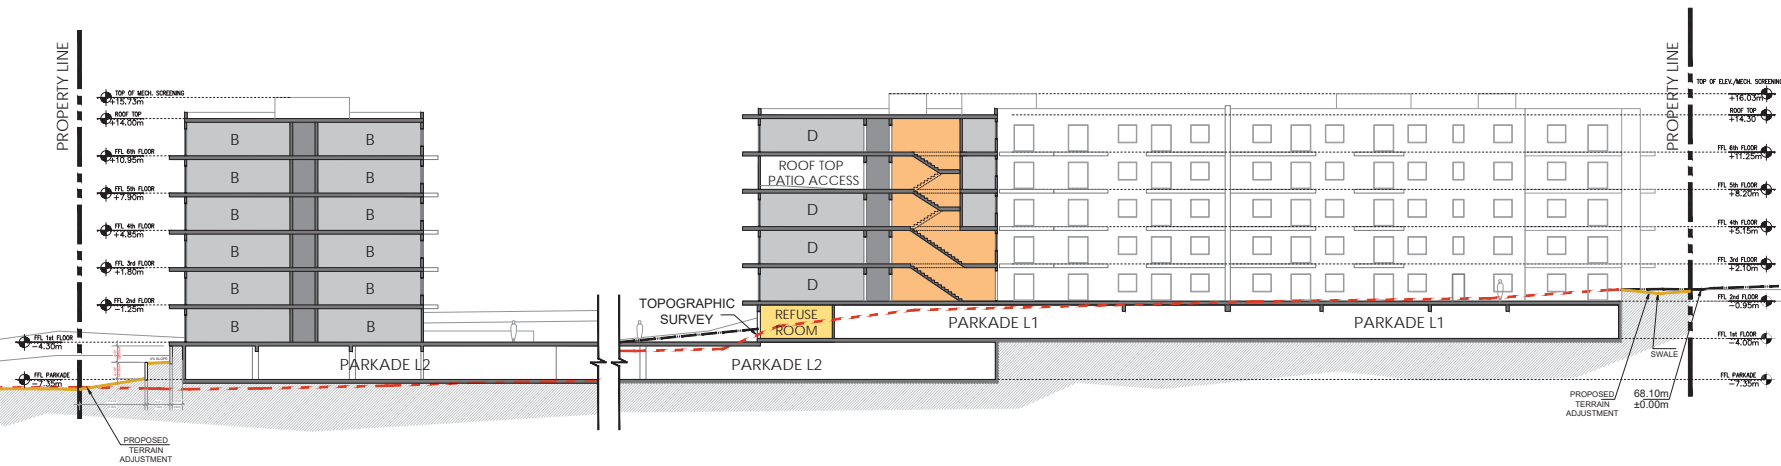 PROPERTY LINE
TOP OF MECH. SCREENING
+15.73m
ROOF TOP
+14.00m
FFL 6th FLOOR
+10.95m
FFL 5th FLOOR
+7.90m
FFL 4th FLOOR
+4.85m
FFL 3rd FLOOR
+1.80m
FFL 2nd FLOOR
-1.25m
FFL 1st FLOOR
-4.30m
FFL PARKADE
-7.35m
B B
B B
B B
B B
B B
B B
PARKADE L2
PROPOSED
TERRAIN
ADJUSTMENT
TOPOGRAPHIC
SURVEY
D
ROOF TOP
PATIO ACCESS
D
D
D
REFUSE
ROOM
PARKADE L1
PARKADE L1
PARKADE L2
PROPERTY LINE
TOP OF ELEV./MECH. SCREENING
+16.03m
ROOF TOP
+14.30
FFL 6th FLOOR
+11.25m
FFL 5th FLOOR
+8.20m
FFL 4th FLOOR
+5.15m
FFL 3rd FLOOR
+2.10m
FFL 2nd FLOOR
-0.95m
FFL 1st FLOOR
-4.00m
FFL PARKADE
-7.35m
SWALE
PROPOSED
TERRAIN
ADJUSTMENT
68.10m
±0.00m